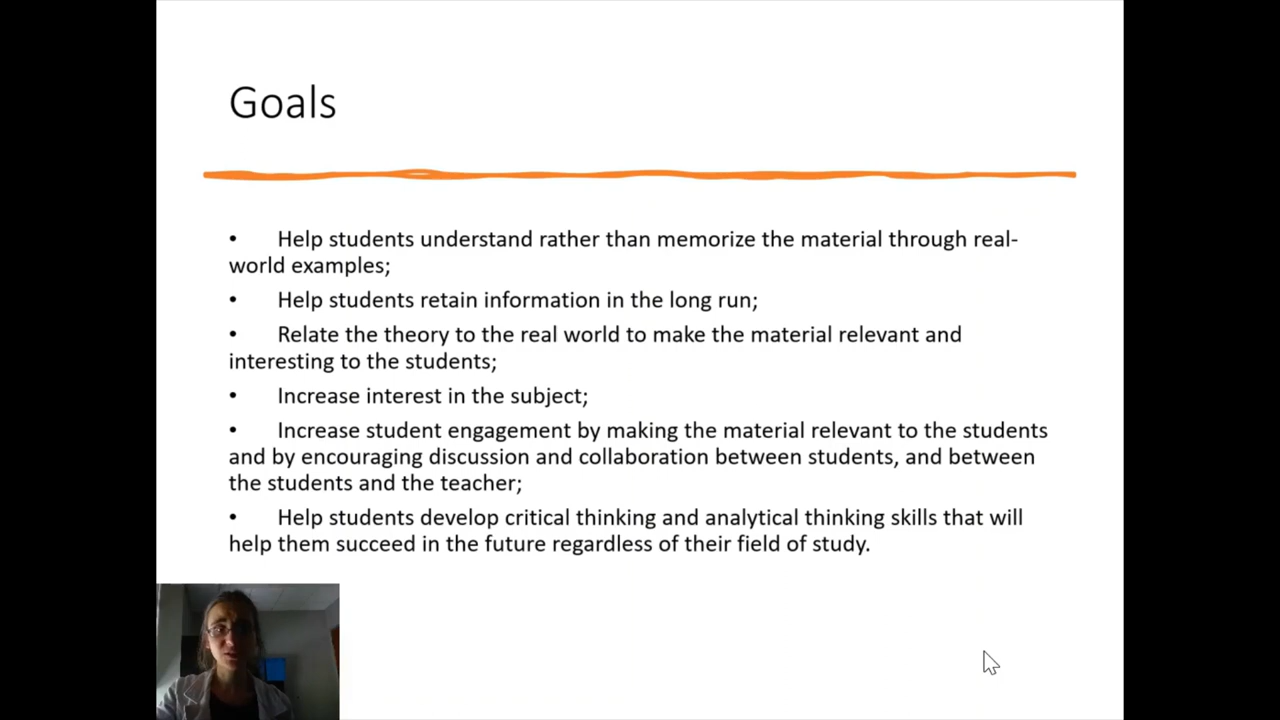 Goals
• Help students understand rather than memorize the material through real-
world examples;
• Help students retain information in the long run;
• Relate the theory to the real world to make the material relevant and
interesting to the students;
• Increase interest in the subject;
• Increase student engagement by making the material relevant to the students
and by encouraging discussion and collaboration between students, and between
the students and the teacher;
• Help students develop critical thinking and analytical thinking skills that will
help them succeed in the future regardless of their field of study.